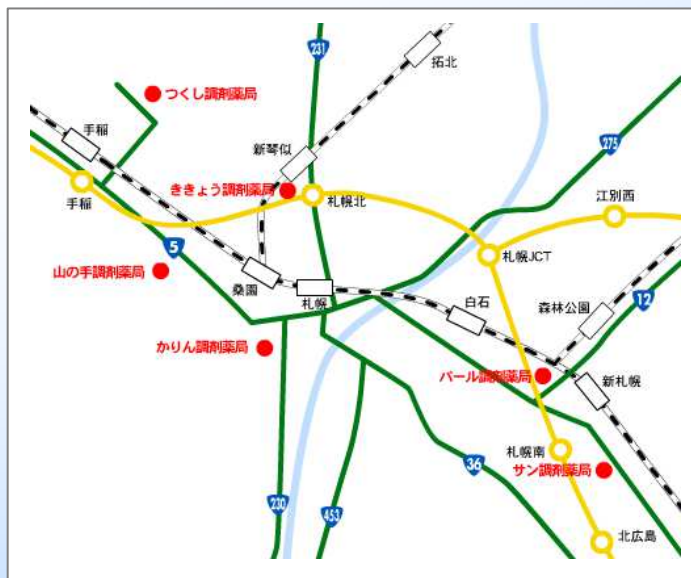 231
拓北
つくし調剤薬局
手稲
新琴似
275
ききょう調剤薬局
札幌北
江別西
手稲
5
山の手調剤薬局
桑園
札幌
札幌JCT
白石
森林公園
12
かりん調剤薬局
パール調剤薬局
新札幌
札幌南
36
サン調剤薬局
230
453
北広島